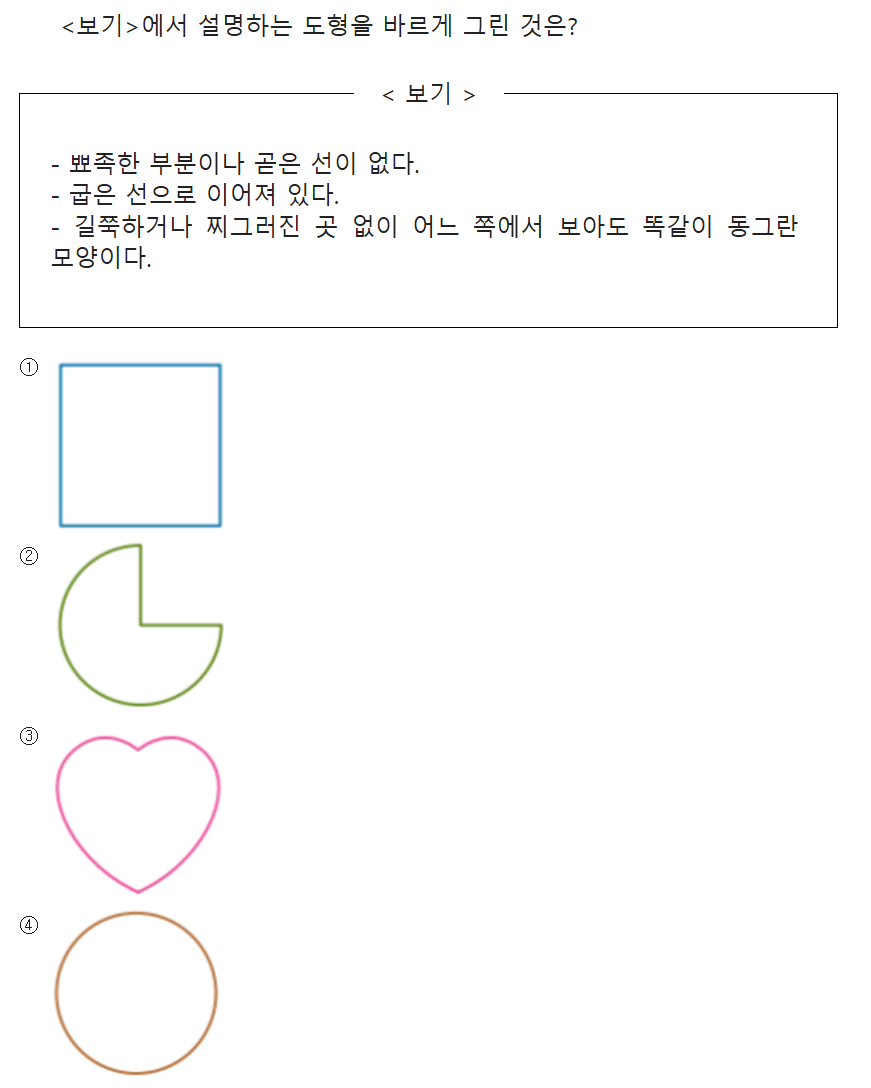 <보기>에서 설명하는 도형을 바르게 그린 것은?
< 보기 >
- 뾰족한 부분이나 곧은 선이 없다.
- 굽은 선으로 이어져 있다.
- 길쭉하거나 찌그러진 곳 없이 어느 쪽에서 보아도 똑같이 동그란
모양이다.
①
②
③
④